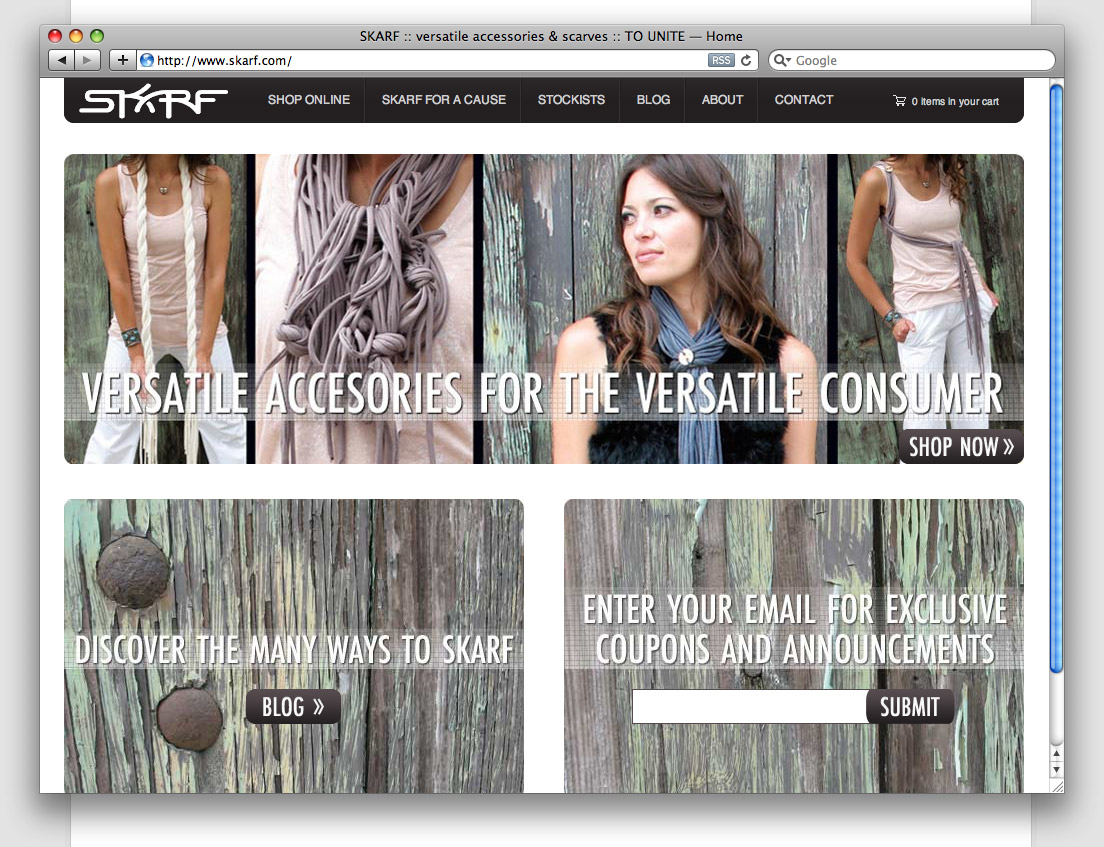 SKARF :: versatile accessories & scarves :: TO UNITE — Home
http://www.skarf.com/
RSS
Google
SKARF
SHOP ONLINE
SKARF FOR A CAUSE
STOCKISTS
BLOG
ABOUT
CONTACT
0 items in your cart
VERSATILE ACCESORIES FOR THE VERSATILE CONSUMER
SHOP NOW »
DISCOVER THE MANY WAYS TO SKARF
BLOG »
ENTER YOUR EMAIL FOR EXCLUSIVE
COUPONS AND ANNOUNCEMENTS
SUBMIT